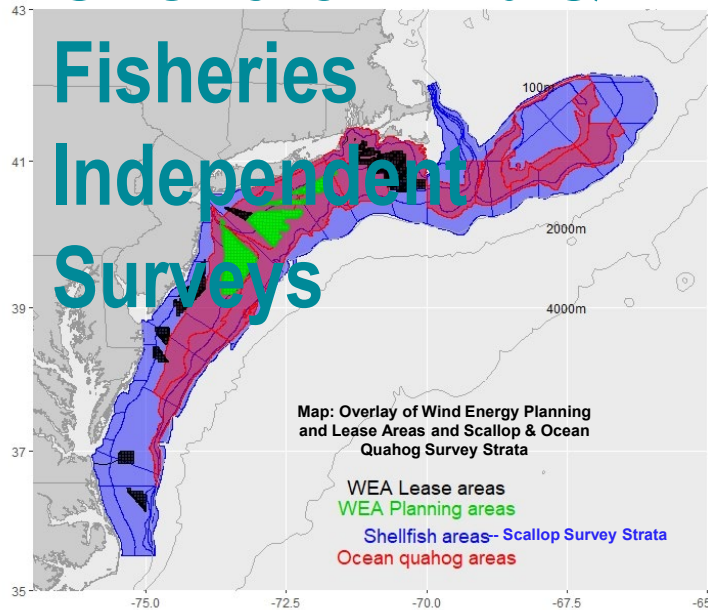 43
Fisheries
Independent
Surveys
41
39
37
35
100m
2000m
4000m
Map: Overlay of Wind Energy Planning
and Lease Areas and Scallop & Ocean
Quahog Survey Strata
WEA Lease areas
WEA Planning areas
Shellfish areas-- Scallop Survey Strata
Ocean quahog areas
-75.0 -72.5 -70.0 -67.5